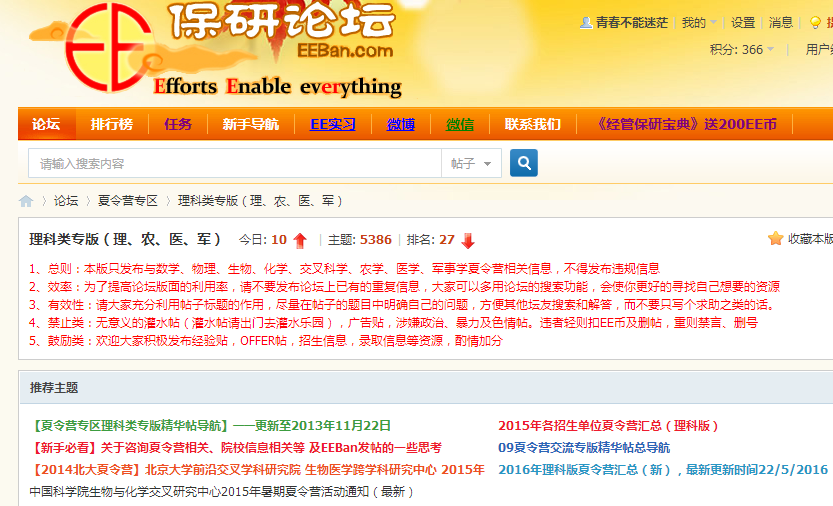 保研论坛
EEBan.com
Efforts Enable everything
青春不能迷茫 我的 设置 消息
积分: 366 用户
论坛 排行榜 任务 新手导航 EE实习 微博 微信 联系我们 《经管保研宝典》送200EE币
请输入搜索内容 帖子
论坛 夏令营专区 理科类专版（理、农、医、军）
理科类专版（理、农、医、军） 今日: 10 主题: 5386 排名: 27 收藏本版
1、总则：本版只发布与数学、物理、生物、化学、交叉科学、农学、医学、军事学夏令营相关信息，不得发布违规信息
2、效率：为了提高论坛版面的利用率，请不要发布论坛上已有的重复信息，大家可以多用论坛的搜索功能，会使你更好的寻找自己想要的资源
3、有效性：请大家充分利用帖子标题的作用，尽量在帖子的题目中明确自己的问题，方便其他坛友搜索和解答，而不要只写个求助之类的话。
4、禁止类：无意义的灌水帖（灌水帖请出门去灌水乐园），广告贴，涉嫌政治、暴力及色情帖。违者轻则扣EE币及删帖，重则禁言、删号
5、鼓励类：欢迎大家积极发布经验贴，OFFER帖，招生信息，录取信息等资源，酌情加分
推荐主题
【夏令营专区理科类专版精华帖导航】——更新至2013年11月22日 2015年各招生单位夏令营汇总（理科版）
【新手必看】关于咨询夏令营相关、院校信息相关等 及EEBan发帖的一些思考 09夏令营交流专版精华帖总导航
【2014北大夏令营】北京大学前沿交叉学科研究院 生物医学跨学科研究中心 2015年 2016年理科版夏令营汇总（新），最新更新时间22/5/2016
中国科学院生物与化学交叉研究中心2015年暑期夏令营活动通知（最新）